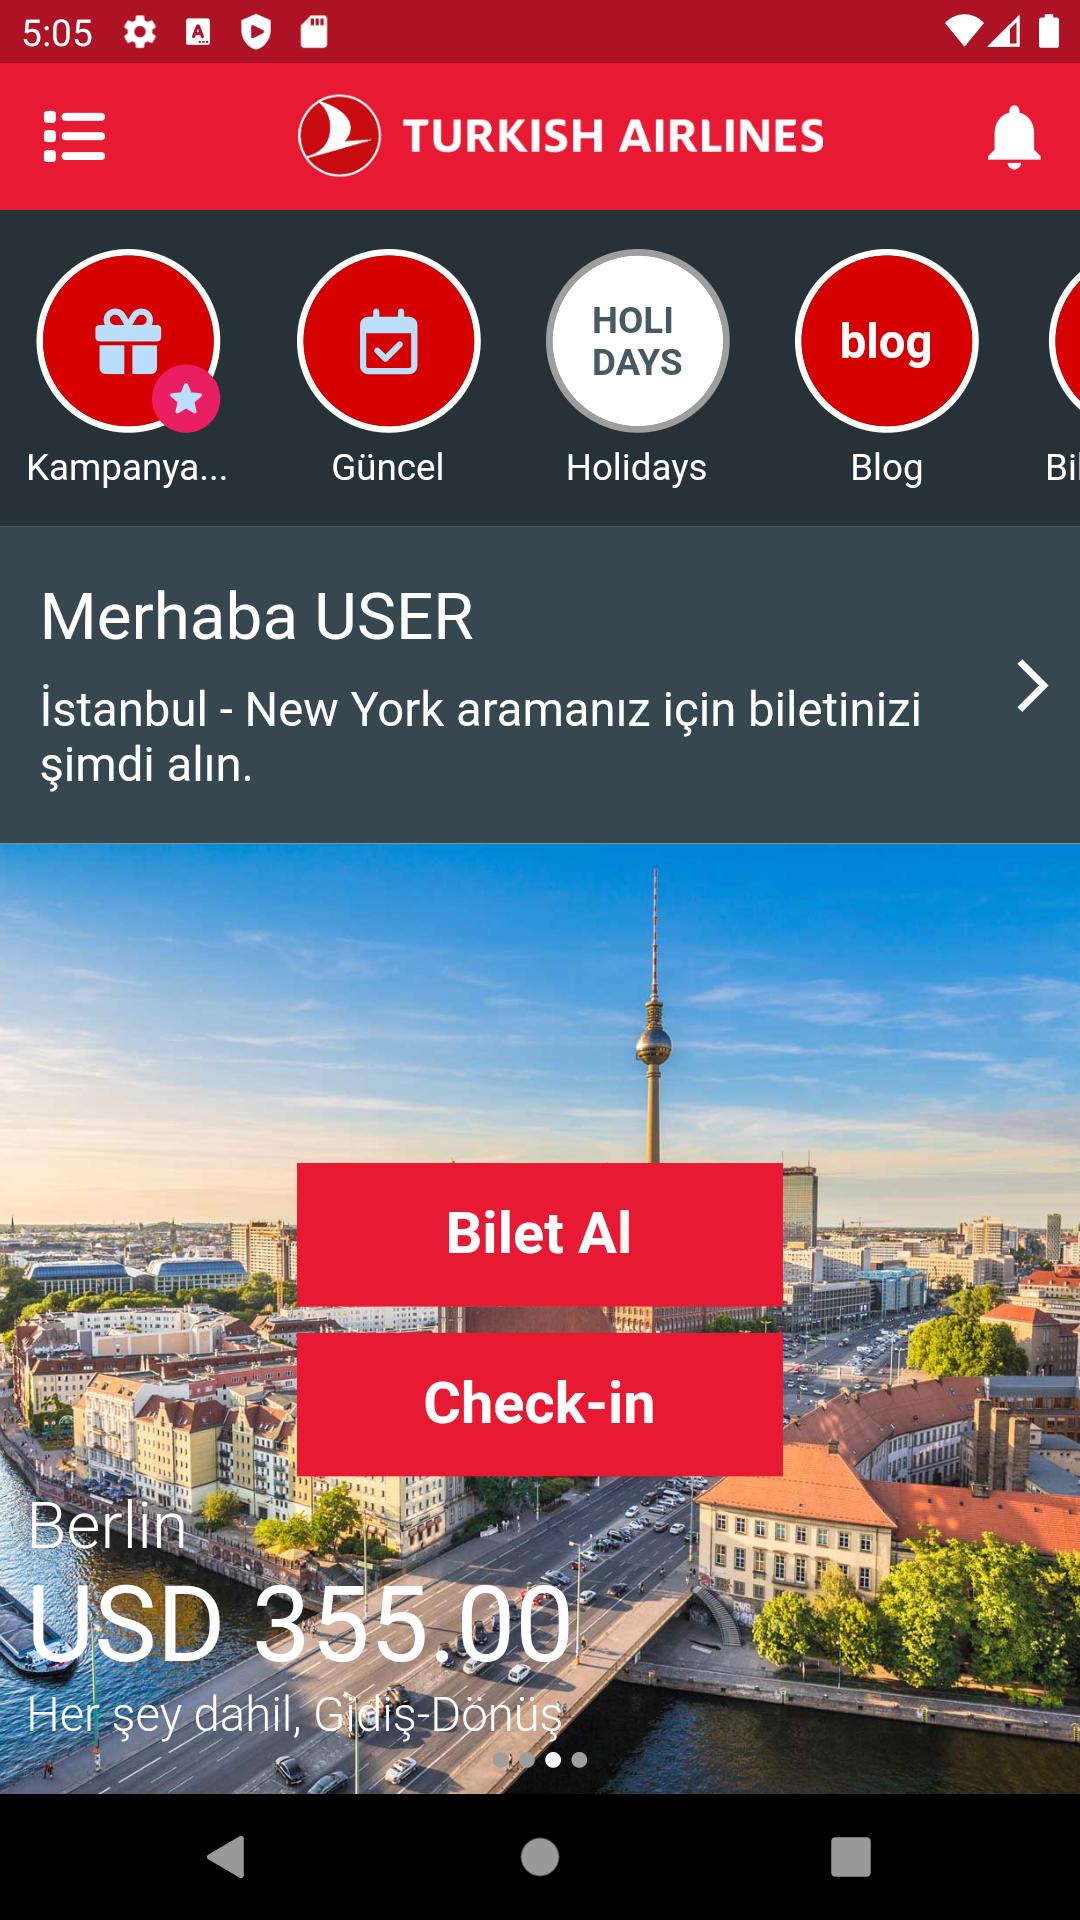 5:05
TURKISH AIRLINES
HOLI
DAYS
blog
Kampanya...
Güncel
Holidays
Blog
Merhaba USER
İstanbul - New York aramanız için biletinizi
şimdi alın.
Bilet Al
Check-in
Berlin
USD 355.00
Her şey dahil, Gidiş-Dönüş